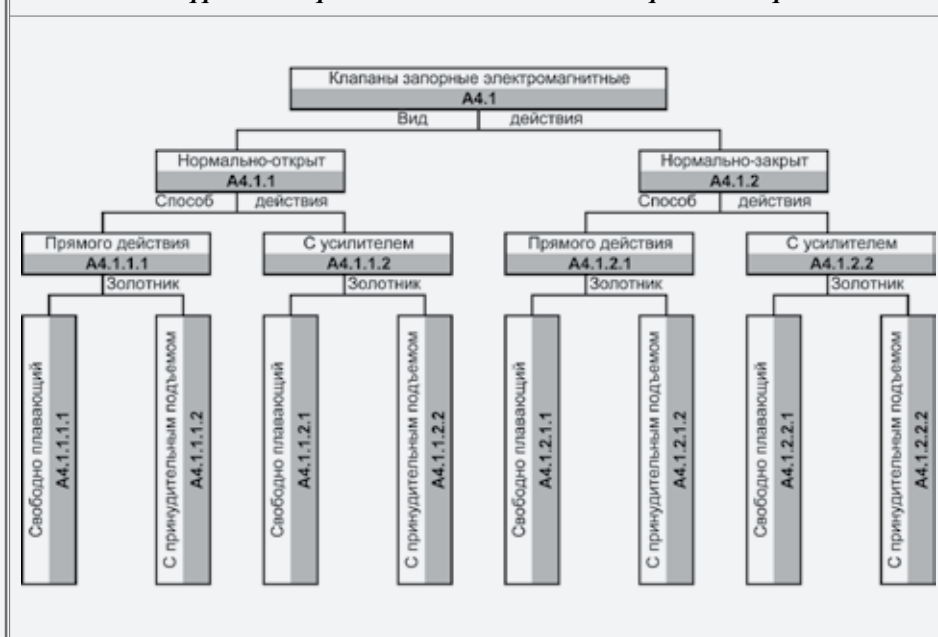 Клапаны запорные электромагнитные
А4.1
Вид действия
Нормально-открыт
А4.1.1
Нормально-закрыт
А4.1.2
Способ действия
Способ действия
Прямого действия
А4.1.1.1
С усилителем
А4.1.1.2
Прямого действия
А4.1.2.1
С усилителем
А4.1.2.2
Золотник
Золотник
Золотник
Золотник
Свободно плавающий
А4.1.1.1.1
С принудительным подъемом
А4.1.1.1.2
Свободно плавающий
А4.1.1.2.1
С принудительным подъемом
А4.1.1.2.2
Свободно плавающий
А4.1.2.1.1
С принудительным подъемом
А4.1.2.1.2
Свободно плавающий
А4.1.2.2.1
С принудительным подъемом
А4.1.2.2.2